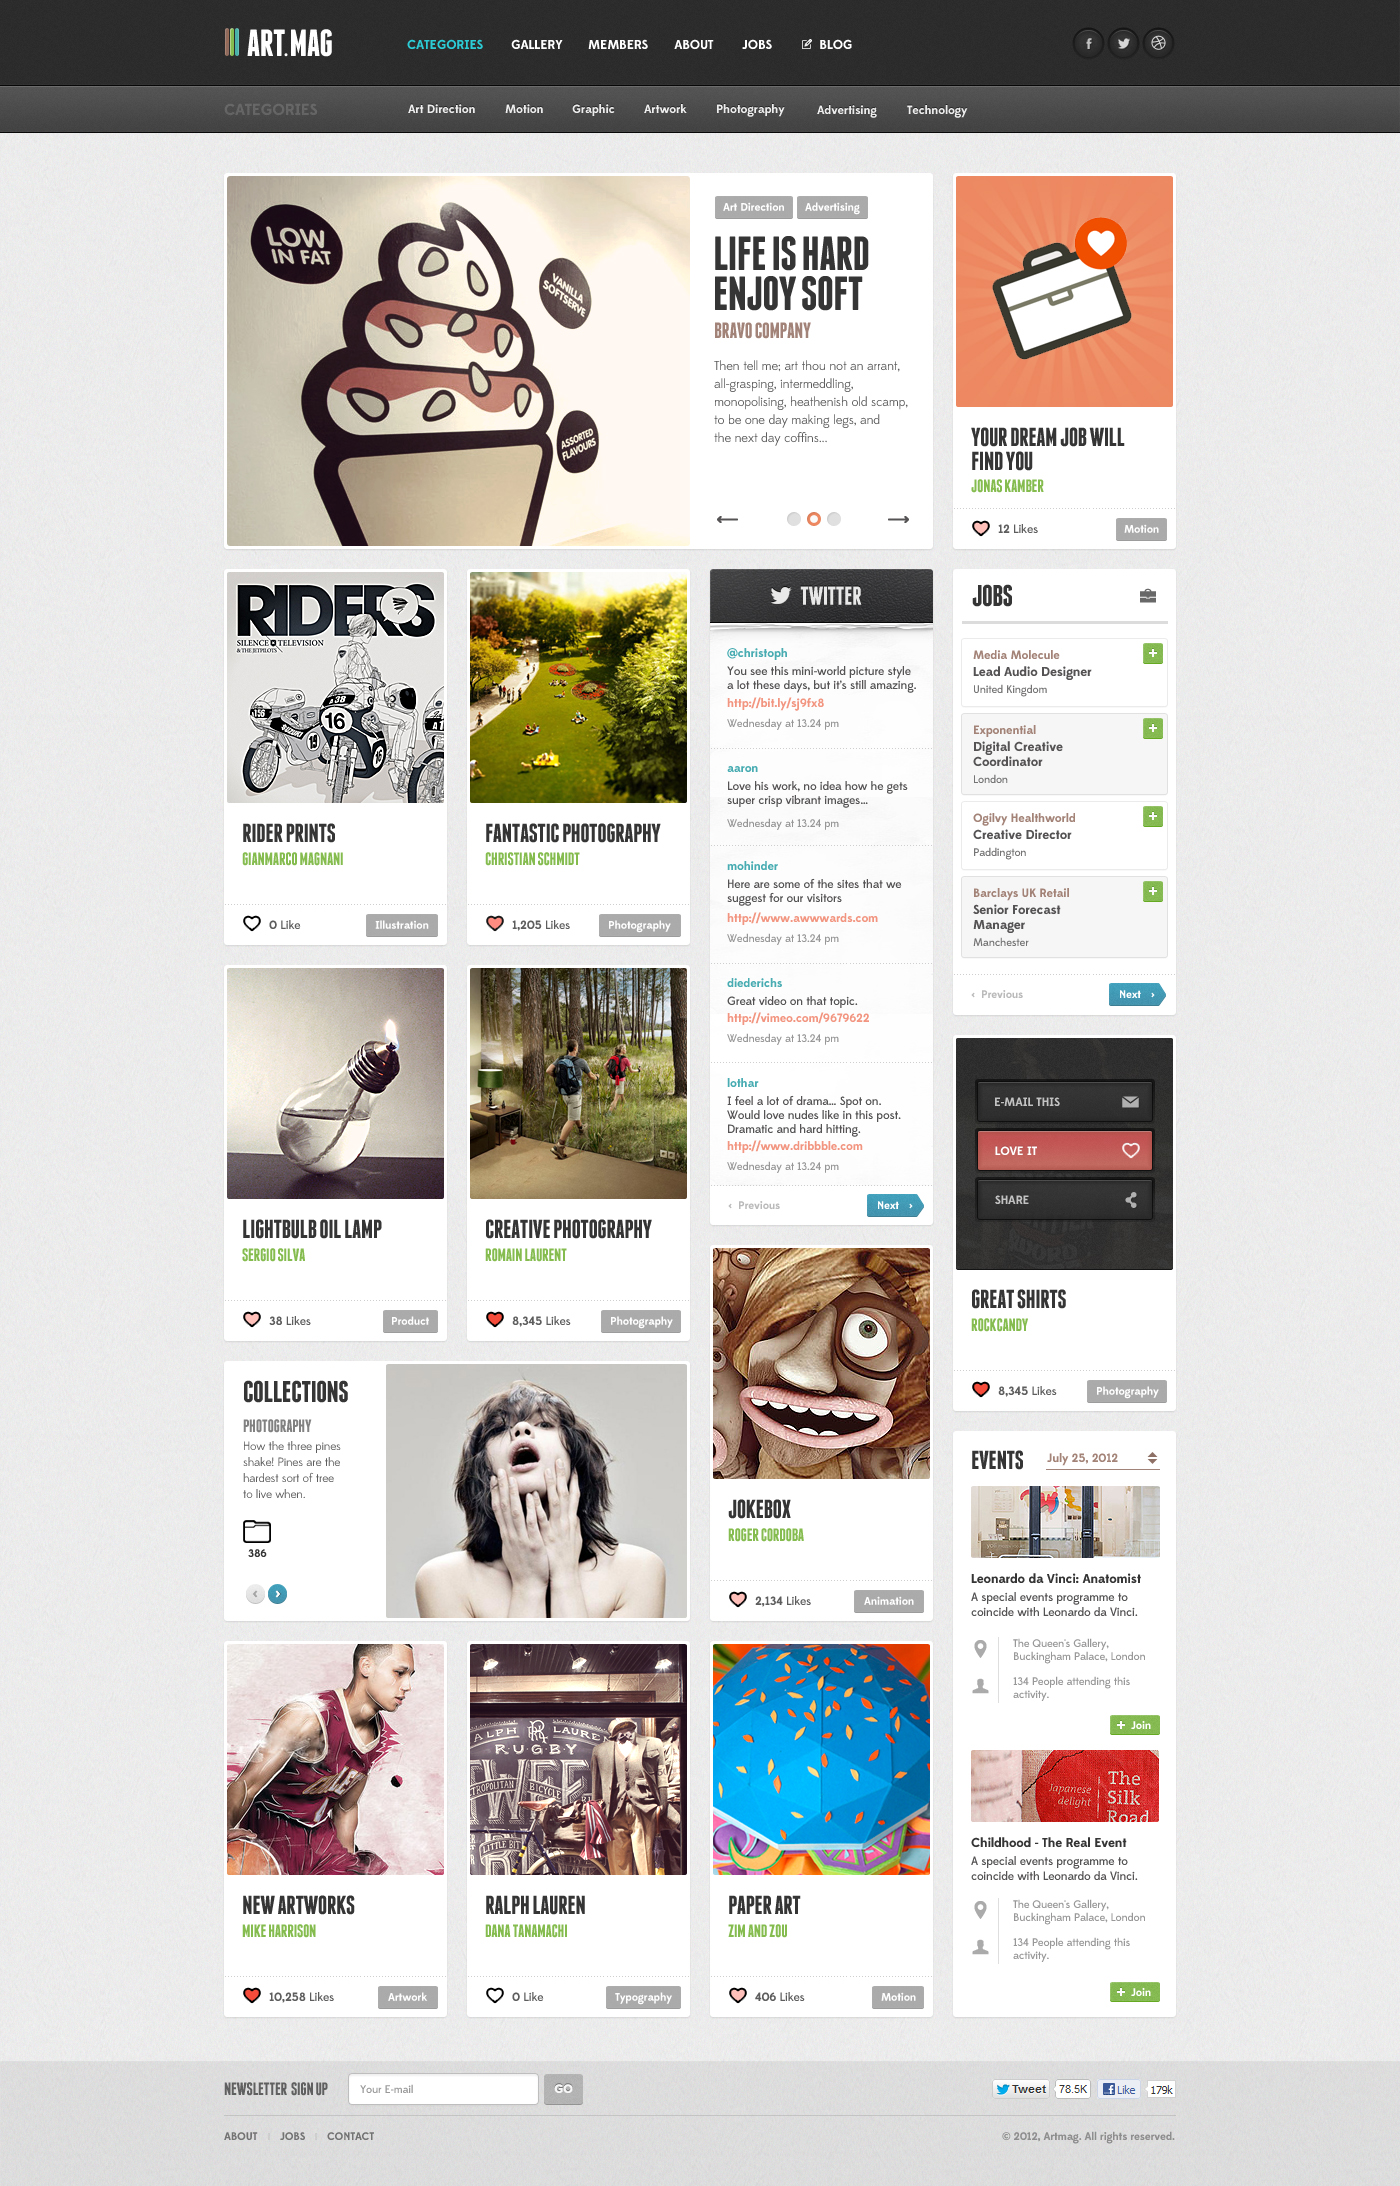 ART.MAG
CATEGORIES GALLERY MEMBERS ABOUT JOBS BLOG
CATEGORIES
Art Direction Motion Graphic Artwork Photography Advertising Technology
LOW
IN FAT
VANILLA
SOFTSERVE
ASSORTED
FLAVOURS
Art Direction Advertising
LIFE IS HARD
ENJOY SOFT
BRAVO COMPANY
Then tell me; art thou not an arrant,
all-grasping, intermeddling,
monopolising, heathenish old scamp,
to be one day making legs, and
the next day coffins...
YOUR DREAM JOB WILL
FIND YOU
JONAS KAMBER
12 Likes Motion
RIDERS
SILENCE TELEVISION
& THE JETPILOTS
156
A 38
16
19
RIDER PRINTS
GIANMARCO MAGNANI
0 Like Illustration
FANTASTIC PHOTOGRAPHY
CHRISTIAN SCHMIDT
1,205 Likes Photography
TWITTER
@christoph
You see this mini-world picture style
a lot these days, but it's still amazing.
http://bit.ly/sj9fx8
Wednesday at 13.24 pm
aaron
Love his work, no idea how he gets
super crisp vibrant images...
Wednesday at 13.24 pm
mohinder
Here are some of the sites that we
suggest for our visitors
http://www.awwwards.com
Wednesday at 13.24 pm
diederichs
Great video on that topic.
http://vimeo.com/9679622
Wednesday at 13.24 pm
lothar
I feel a lot of drama... Spot on.
Would love nudes like in this post.
Dramatic and hard hitting.
http://www.dribbble.com
Wednesday at 13.24 pm
‹ Previous Next ›
JOBS
Media Molecule
Lead Audio Designer
United Kingdom
Exponential
Digital Creative
Coordinator
London
Ogilvy Healthworld
Creative Director
Paddington
Barclays UK Retail
Senior Forecast
Manager
Manchester
‹ Previous Next ›
LIGHTBULB OIL LAMP
SERGIO SILVA
38 Likes Product
CREATIVE PHOTOGRAPHY
ROMAIN LAURENT
8,345 Likes Photography
E-MAIL THIS
LOVE IT
SHARE
GREAT SHIRTS
ROCKCANDY
8,345 Likes Photography
COLLECTIONS
PHOTOGRAPHY
How the three pines
shake! Pines are the
hardest sort of tree
to live when.
386
JOKEBOX
ROGER CORDOBA
2,134 Likes Animation
EVENTS July 25, 2012
Leonardo da Vinci: Anatomist
A special events programme to
coincide with Leonardo da Vinci.
The Queen's Gallery,
Buckingham Palace, London
134 People attending this
activity.
+ Join
Japanese
delight
The
Silk
Road
Childhood - The Real Event
A special events programme to
coincide with Leonardo da Vinci.
The Queen's Gallery,
Buckingham Palace, London
134 People attending this
activity.
+ Join
NEW ARTWORKS
MIKE HARRISON
10,258 Likes Artwork
RALPH LAUREN
RUGBY
BICYCLE
LITTLE BIT
RALPH LAUREN
DANA TANAMACHI
0 Like Typography
PAPER ART
ZIM AND ZOU
406 Likes Motion
NEWSLETTER SIGN UP Your E-mail GO
Tweet 78.5K Like 179k
ABOUT JOBS CONTACT
© 2012, Artmag. All rights reserved.